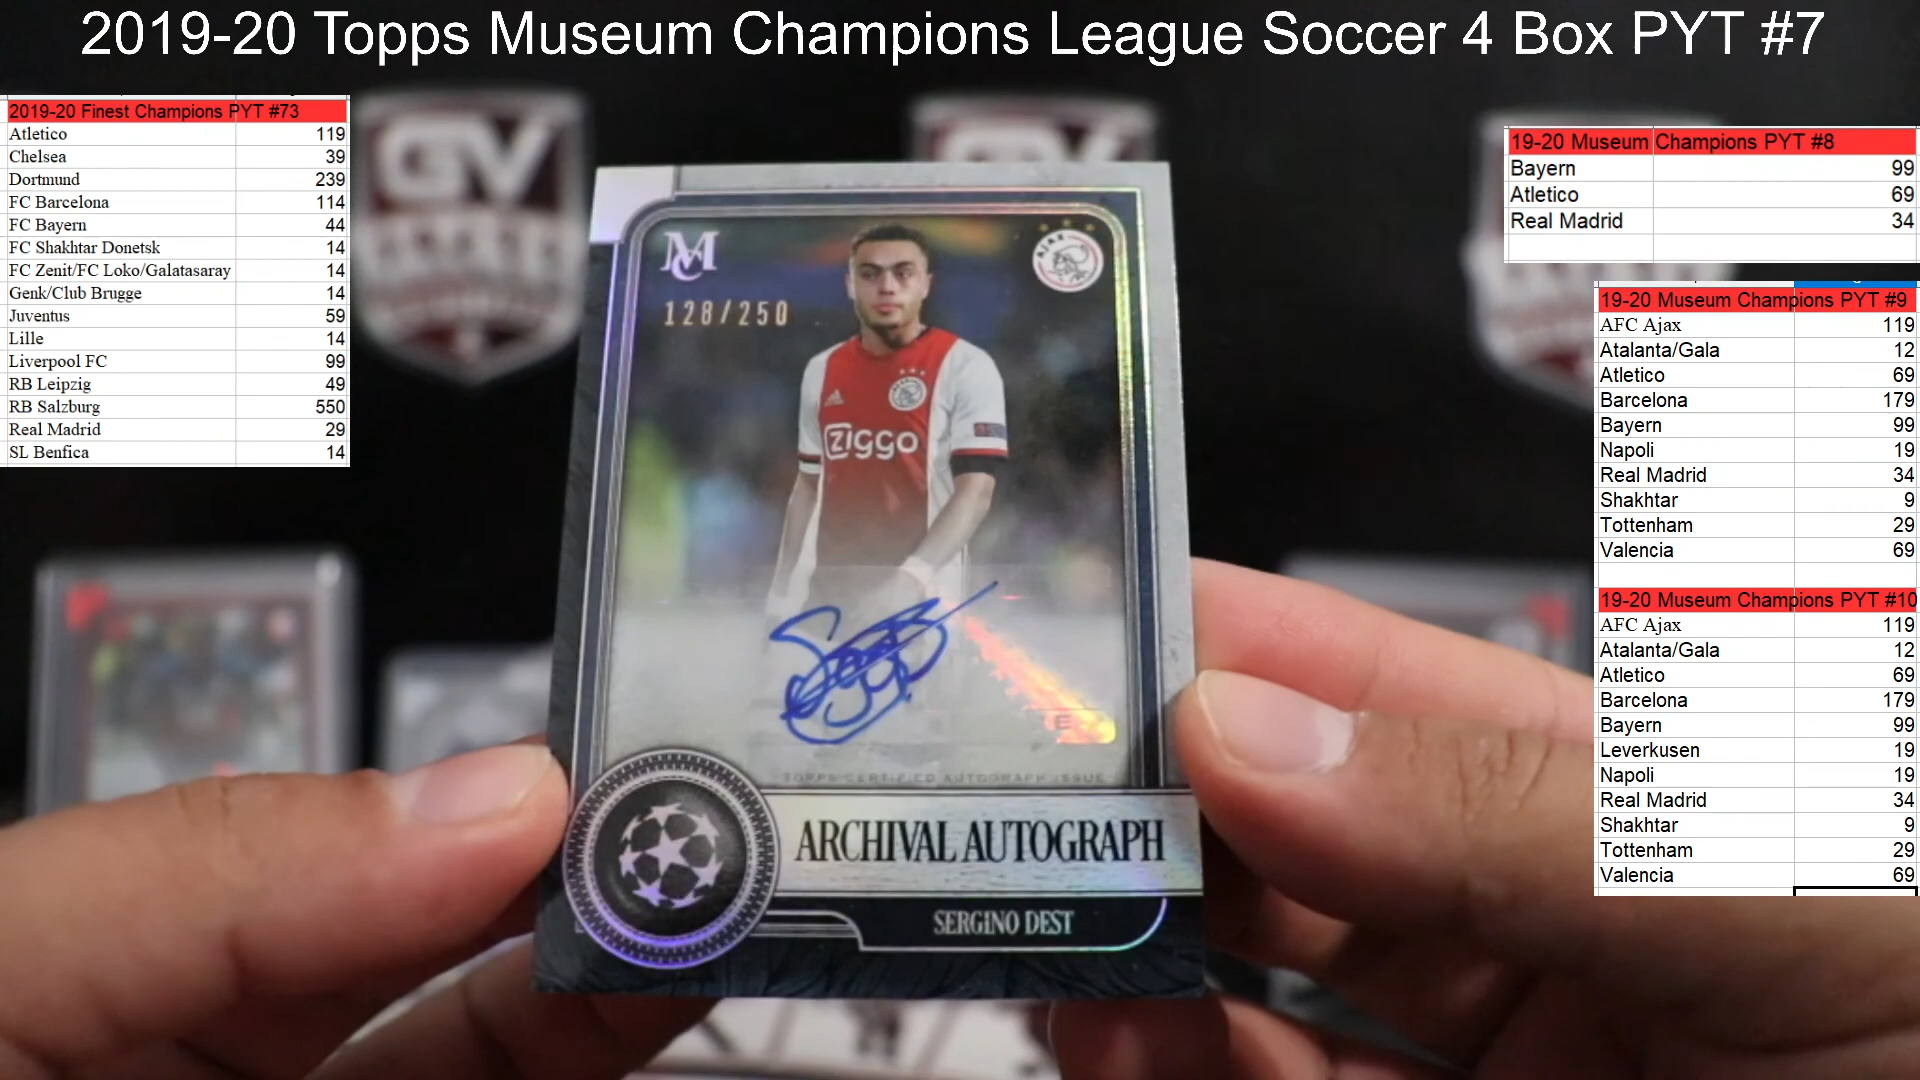 2019-20 Topps Museum Champions League Soccer 4 Box PYT #7
2019-20 Finest Champions PYT #73
Atletico 119
Chelsea 39
Dortmund 239
FC Barcelona 114
FC Bayern 44
FC Shakhtar Donetsk 14
FC Zenit/FC Loko/Galatasaray 14
Genk/Club Brugge 14
Juventus 59
Lille 14
Liverpool FC 99
RB Leipzig 49
RB Salzburg 550
Real Madrid 29
SL Benfica 14
GV
MC
128/250
AJAX
ziggo
TOPPS CERTIFIED AUTOGRAPH ISSUE
ARCHIVAL AUTOGRAPH
SERGINO DEST
19-20 Museum Champions PYT #8
Bayern 99
Atletico 69
Real Madrid 34
19-20 Museum Champions PYT #9
AFC Ajax 119
Atalanta/Gala 12
Atletico 69
Barcelona 179
Bayern 99
Napoli 19
Real Madrid 34
Shakhtar 9
Tottenham 29
Valencia 69
19-20 Museum Champions PYT #10
AFC Ajax 119
Atalanta/Gala 12
Atletico 69
Barcelona 179
Bayern 99
Leverkusen 19
Napoli 19
Real Madrid 34
Shakhtar 9
Tottenham 29
Valencia 69